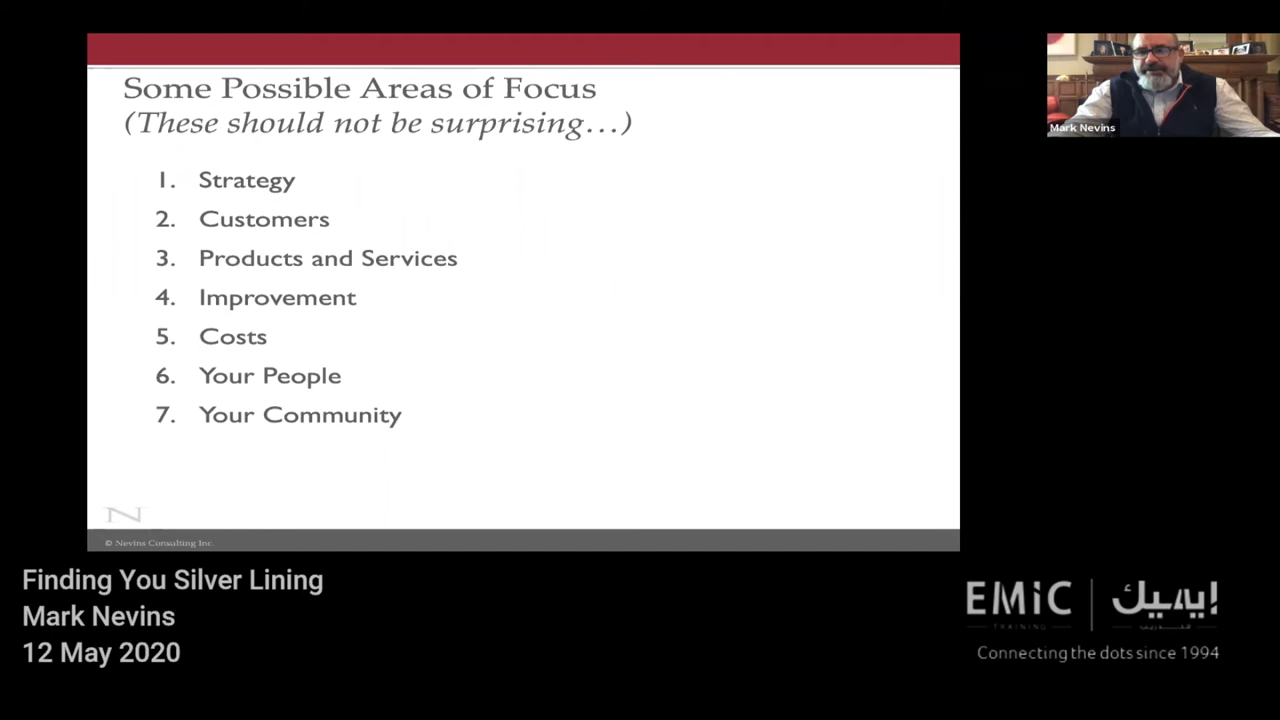 Some Possible Areas of Focus
(These should not be surprising…)
1. Strategy
2. Customers
3. Products and Services
4. Improvement
5. Costs
6. Your People
7. Your Community
N
© Nevins Consulting Inc.
Mark Nevins
Finding You Silver Lining
Mark Nevins
12 May 2020
EMiC | إيميك
TRAINING
Connecting the dots since 1994